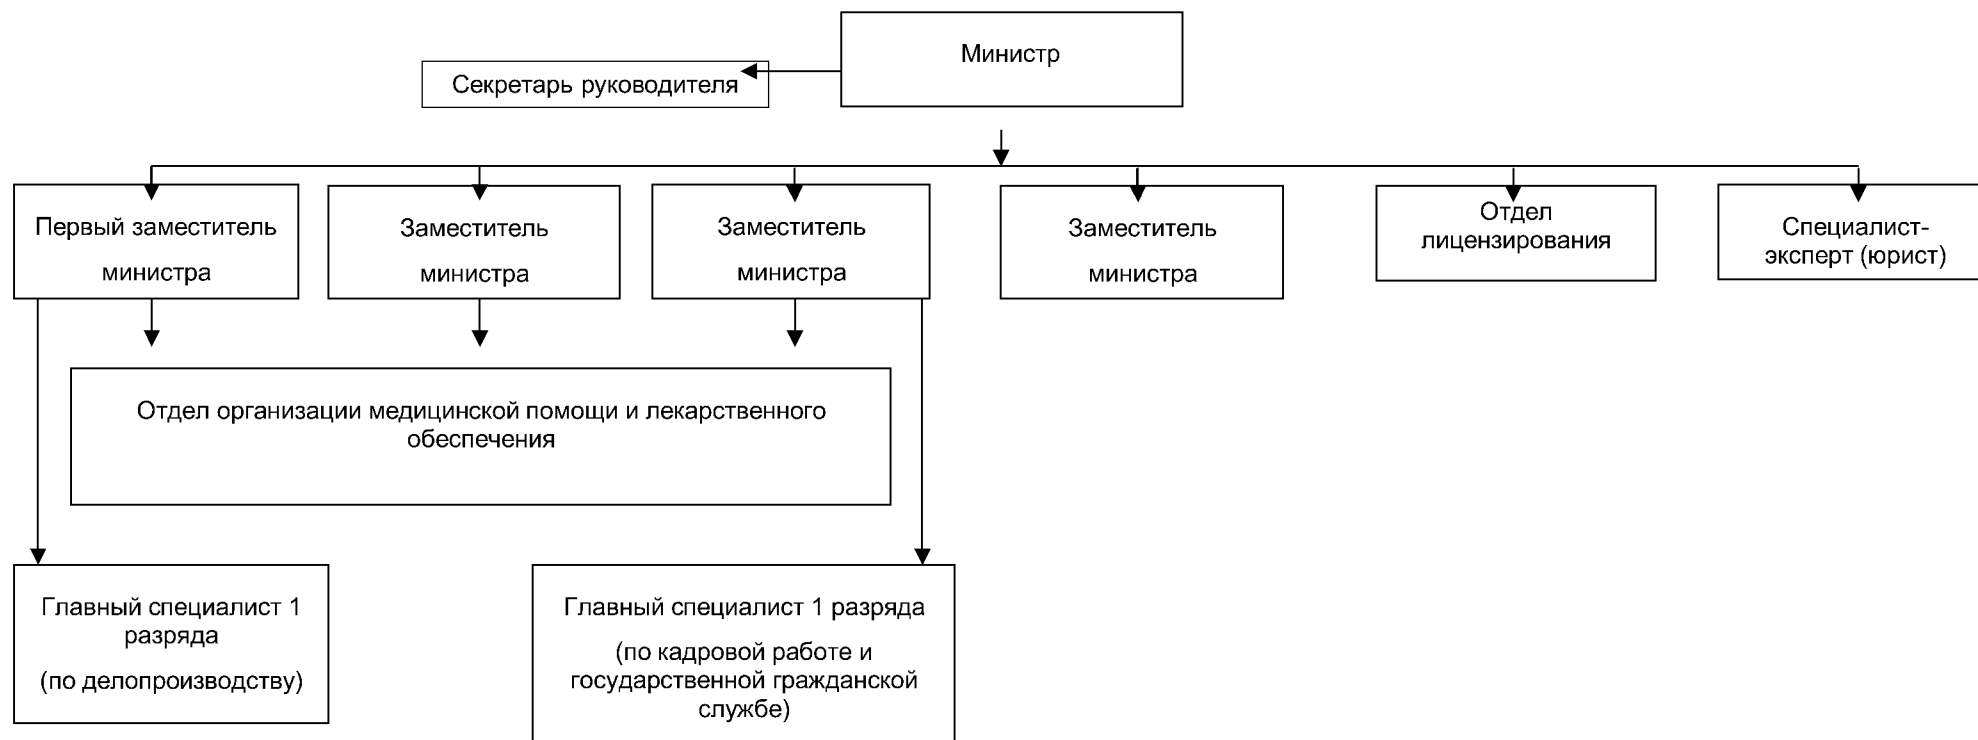 Министр
Секретарь руководителя
Первый заместитель
министра
Заместитель
министра
Заместитель
министра
Заместитель
министра
Отдел
лицензирования
Специалист-
эксперт (юрист)
Отдел организации медицинской помощи и лекарственного
обеспечения
Главный специалист 1
разряда
(по делопроизводству)
Главный специалист 1 разряда
(по кадровой работе и
государственной гражданской
службе)